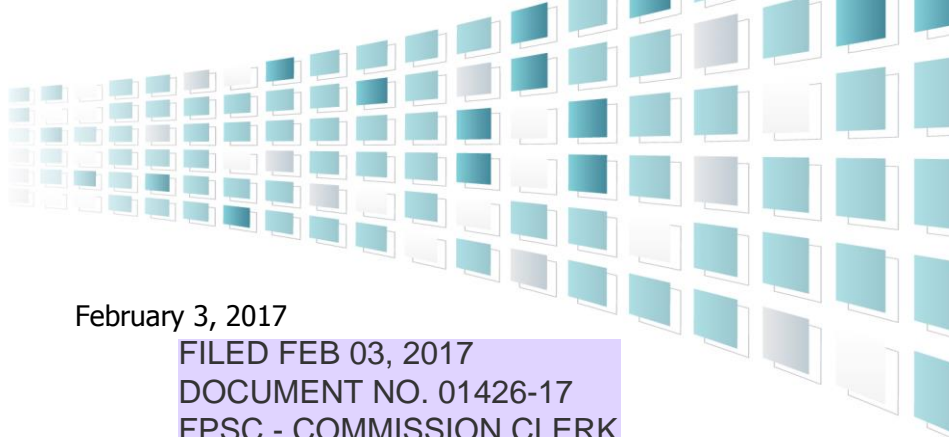 February 3, 2017
FILED FEB 03, 2017
DOCUMENT NO. 01426-17
FPSC - COMMISSION CLERK